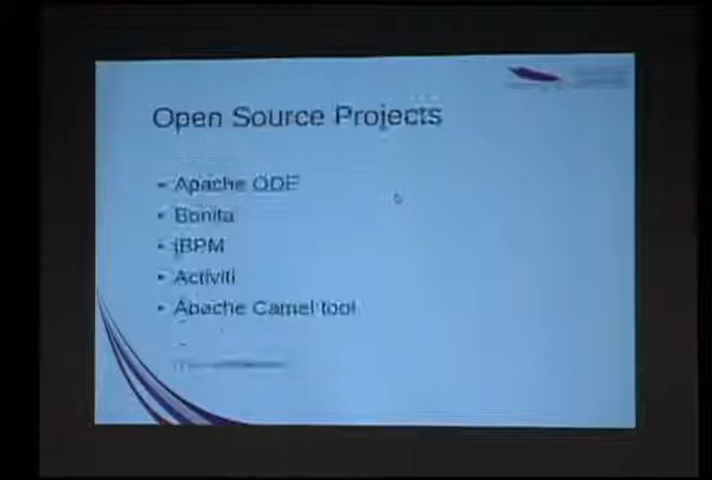 Open Source Projects
Apache ODE
Bonita
jBPM
Activiti
Apache Camel tool